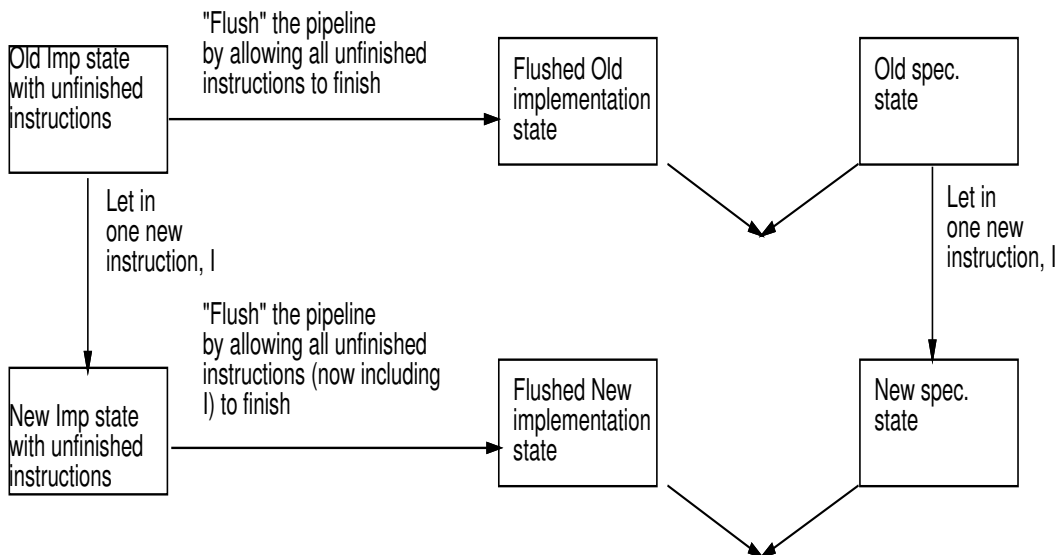 "Flush" the pipeline
by allowing all unfinished
instructions to finish
Old Imp state
with unfinished
instructions
Flushed Old
implementation
state
Old spec.
state
Let in
one new
instruction, I
Let in
one new
instruction, I
"Flush" the pipeline
by allowing all unfinished
instructions (now including
I) to finish
New Imp state
with unfinished
instructions
Flushed New
implementation
state
New spec.
state